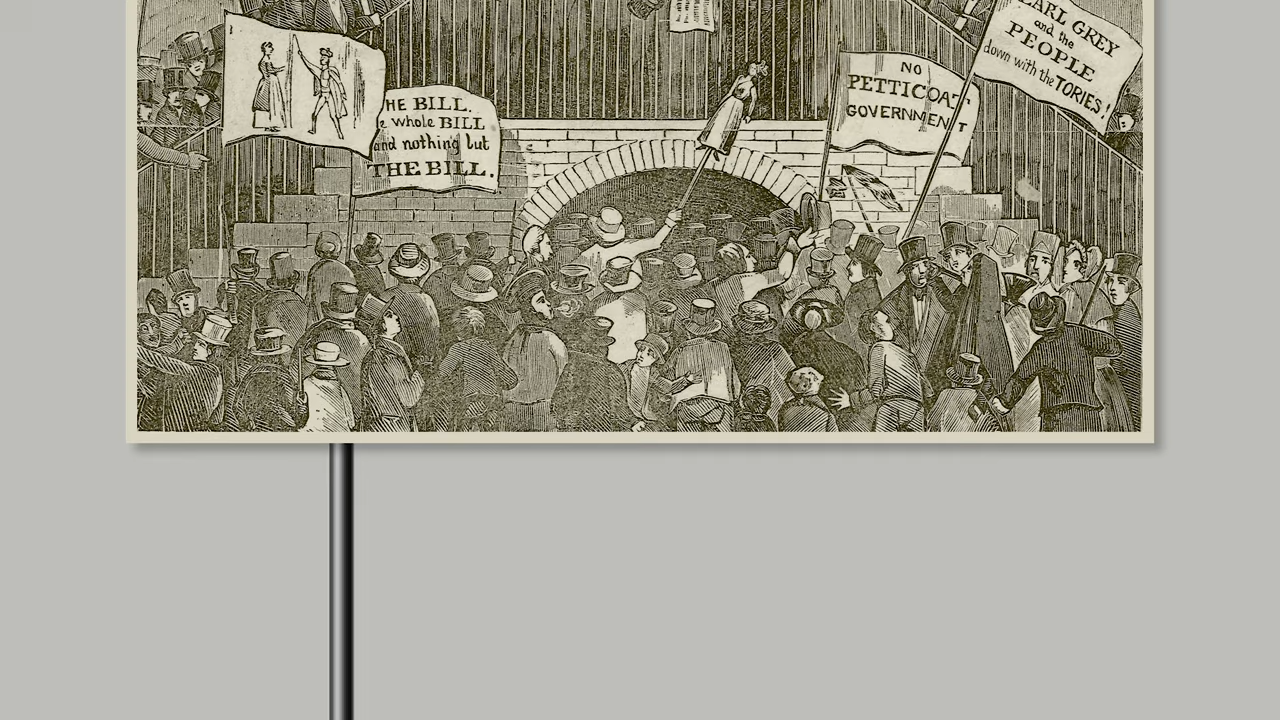 HE BILL.
e whole BILL
and nothing but
THE BILL.
NO
PETTICOAT
GOVERNMENT
EARL GREY
and the
PEOPLE
down with the TORIES!